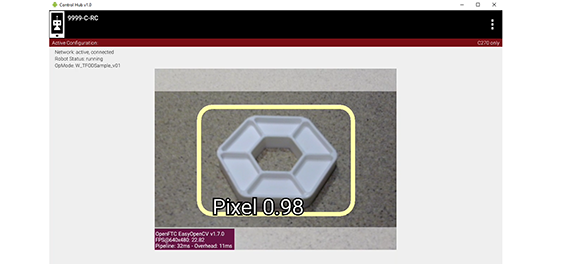 Control Hub v1.0
9999-C-RC
Active Configuration
C270 only
Network: active, connected
Robot Status: running
OpMode: W_TFODSample_v01
Pixel 0.98
OpenFTC EasyOpenCV v1.7.0
FPS@640x480: 22.82
Pipeline: 32ms - Overhead: 11ms